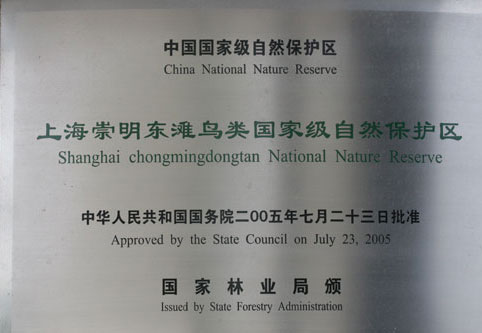 中国国家级自然保护区
China National Nature Reserve
上海崇明东滩鸟类国家级自然保护区
Shanghai chongmingdongtan National Nature Reserve
中华人民共和国国务院二00五年七月二十三日批准
Approved by the State Council on July 23, 2005
国家林业局颁
Issued by State Forestry Administration